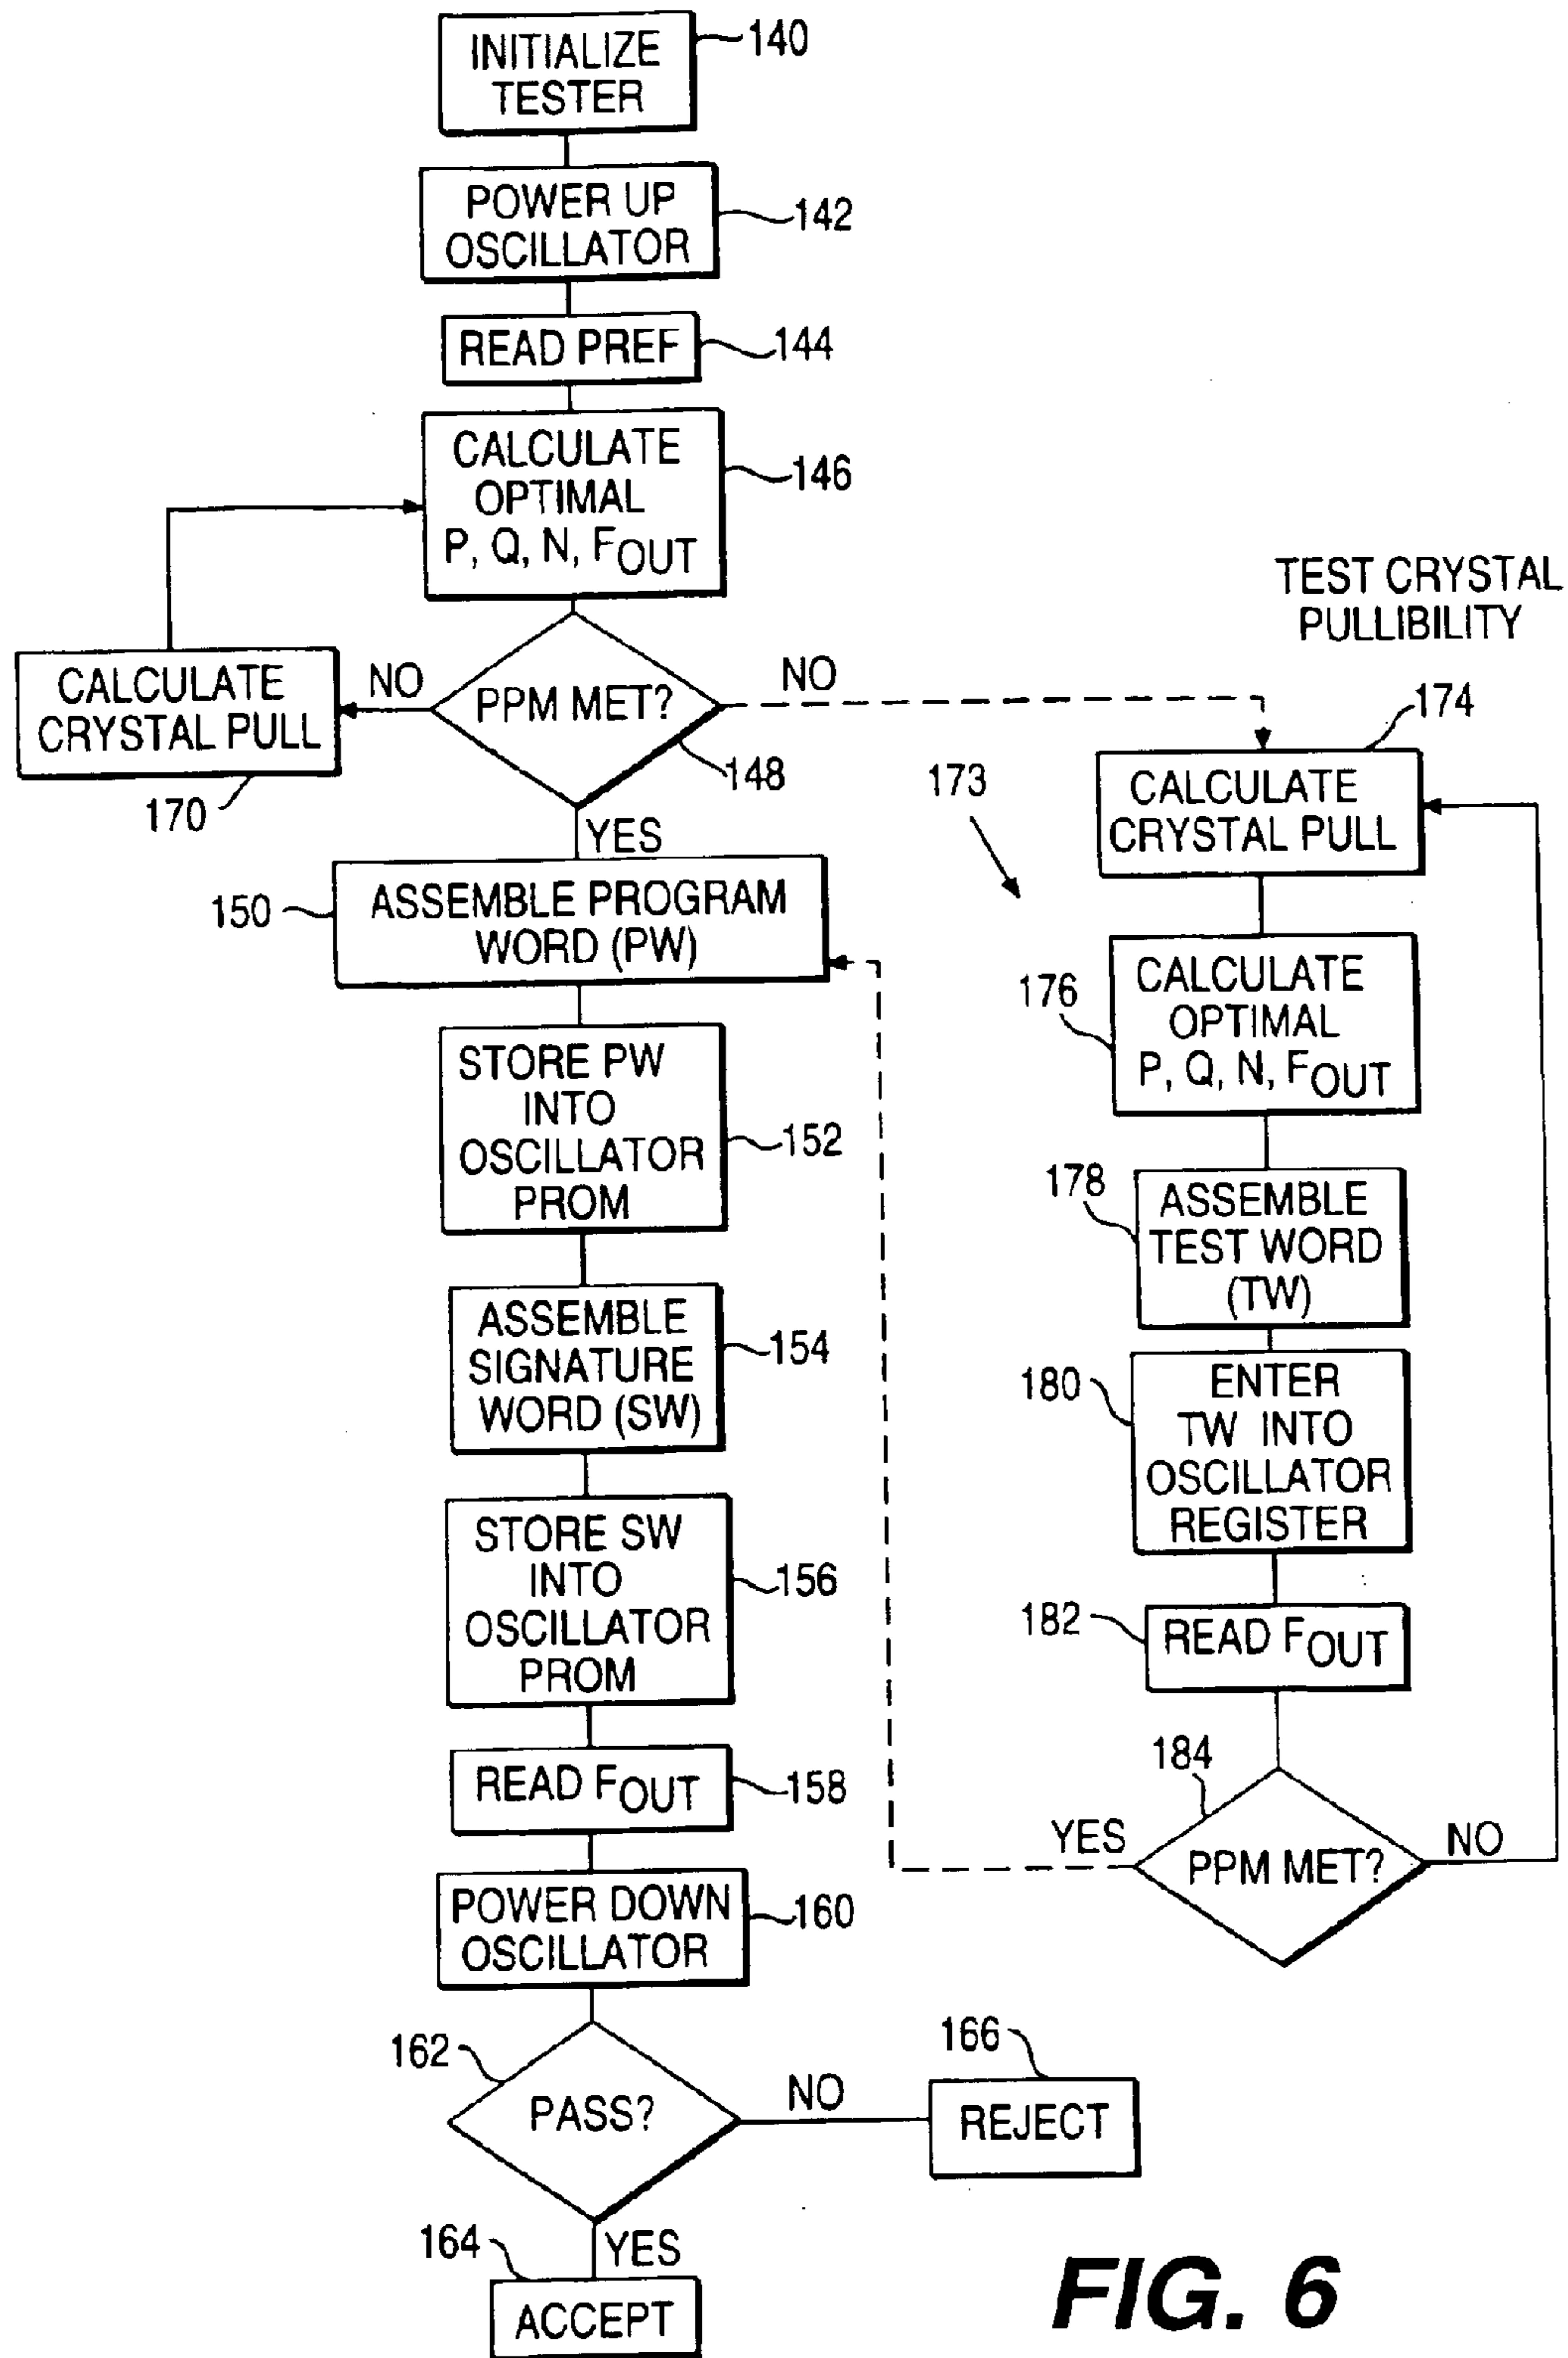 INITIALIZE
TESTER
140
POWER UP
OSCILLATOR
142
READ PREF
144
CALCULATE
OPTIMAL
P, Q, N, FOUT
146
CALCULATE
CRYSTAL PULL
170
NO
PPM MET?
148
NO
YES
TEST CRYSTAL
PULLIBILITY
174
173
CALCULATE
CRYSTAL PULL
150
ASSEMBLE PROGRAM
WORD (PW)
176
CALCULATE
OPTIMAL
P, Q, N, FOUT
STORE PW
INTO
OSCILLATOR
PROM
152
178
ASSEMBLE
TEST WORD
(TW)
ASSEMBLE
SIGNATURE
WORD (SW)
154
180
ENTER
TW INTO
OSCILLATOR
REGISTER
STORE SW
INTO
OSCILLATOR
PROM
156
182
READ FOUT
READ FOUT
158
184
YES
PPM MET?
NO
POWER DOWN
OSCILLATOR
160
162
PASS?
NO
166
REJECT
164
YES
ACCEPT
FIG. 6